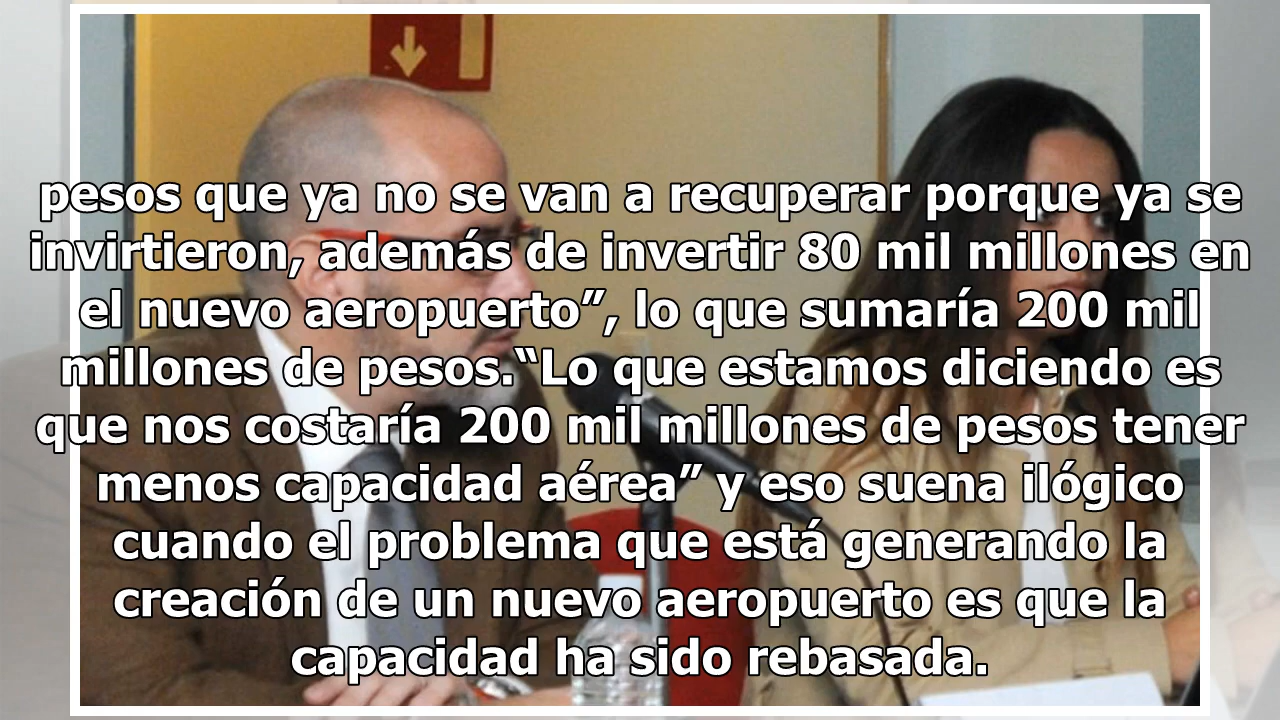 pesos que ya no se van a recuperar porque ya se
invirtieron, además de invertir 80 mil millones en
el nuevo aeropuerto”, lo que sumaría 200 mil
millones de pesos.“Lo que estamos diciendo es
que nos costaría 200 mil millones de pesos tener
menos capacidad aérea” y eso suena ilógico
cuando el problema que está generando la
creación de un nuevo aeropuerto es que la
capacidad ha sido rebasada.